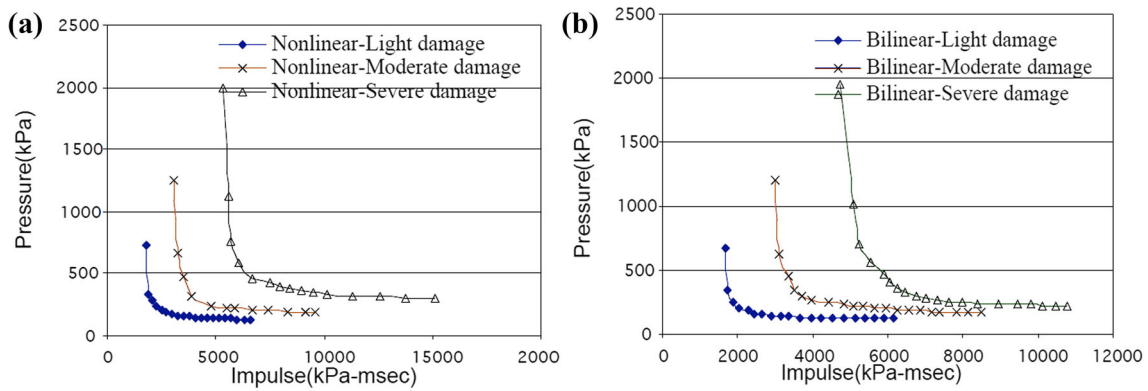 (a)
2500
2000
1500
1000
500
0
Pressure(kPa)
Nonlinear-Light damage
Nonlinear-Moderate damage
Nonlinear-Severe damage
0 5000 10000 15000 2000
Impulse(kPa-msec)
(b)
2500
2000
1500
1000
500
0
Pressure(kPa)
Bilinear-Light damage
Bilinear-Moderate damage
Bilinear-Severe damage
0 2000 4000 6000 8000 10000 12000
Impulse(kPa-msec)